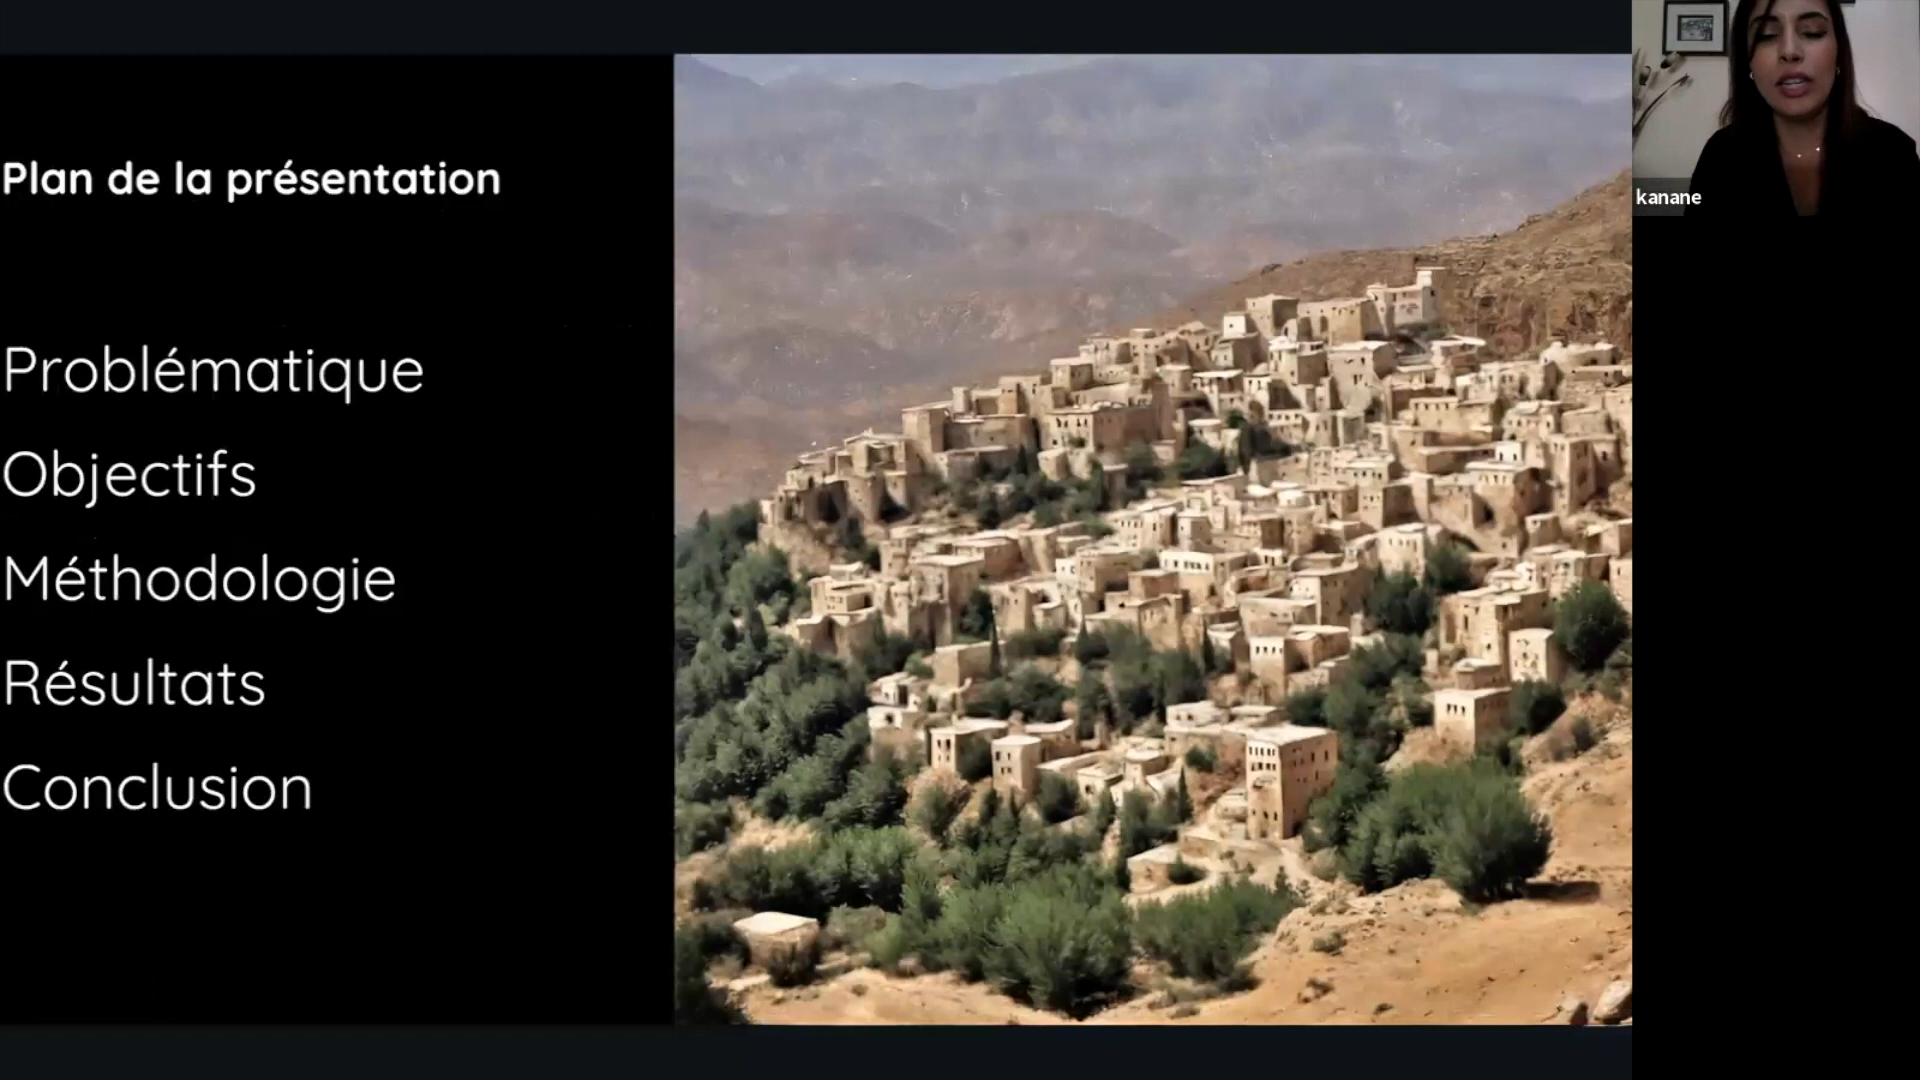 Plan de la présentation
Problématique
Objectifs
Méthodologie
Résultats
Conclusion
kanane